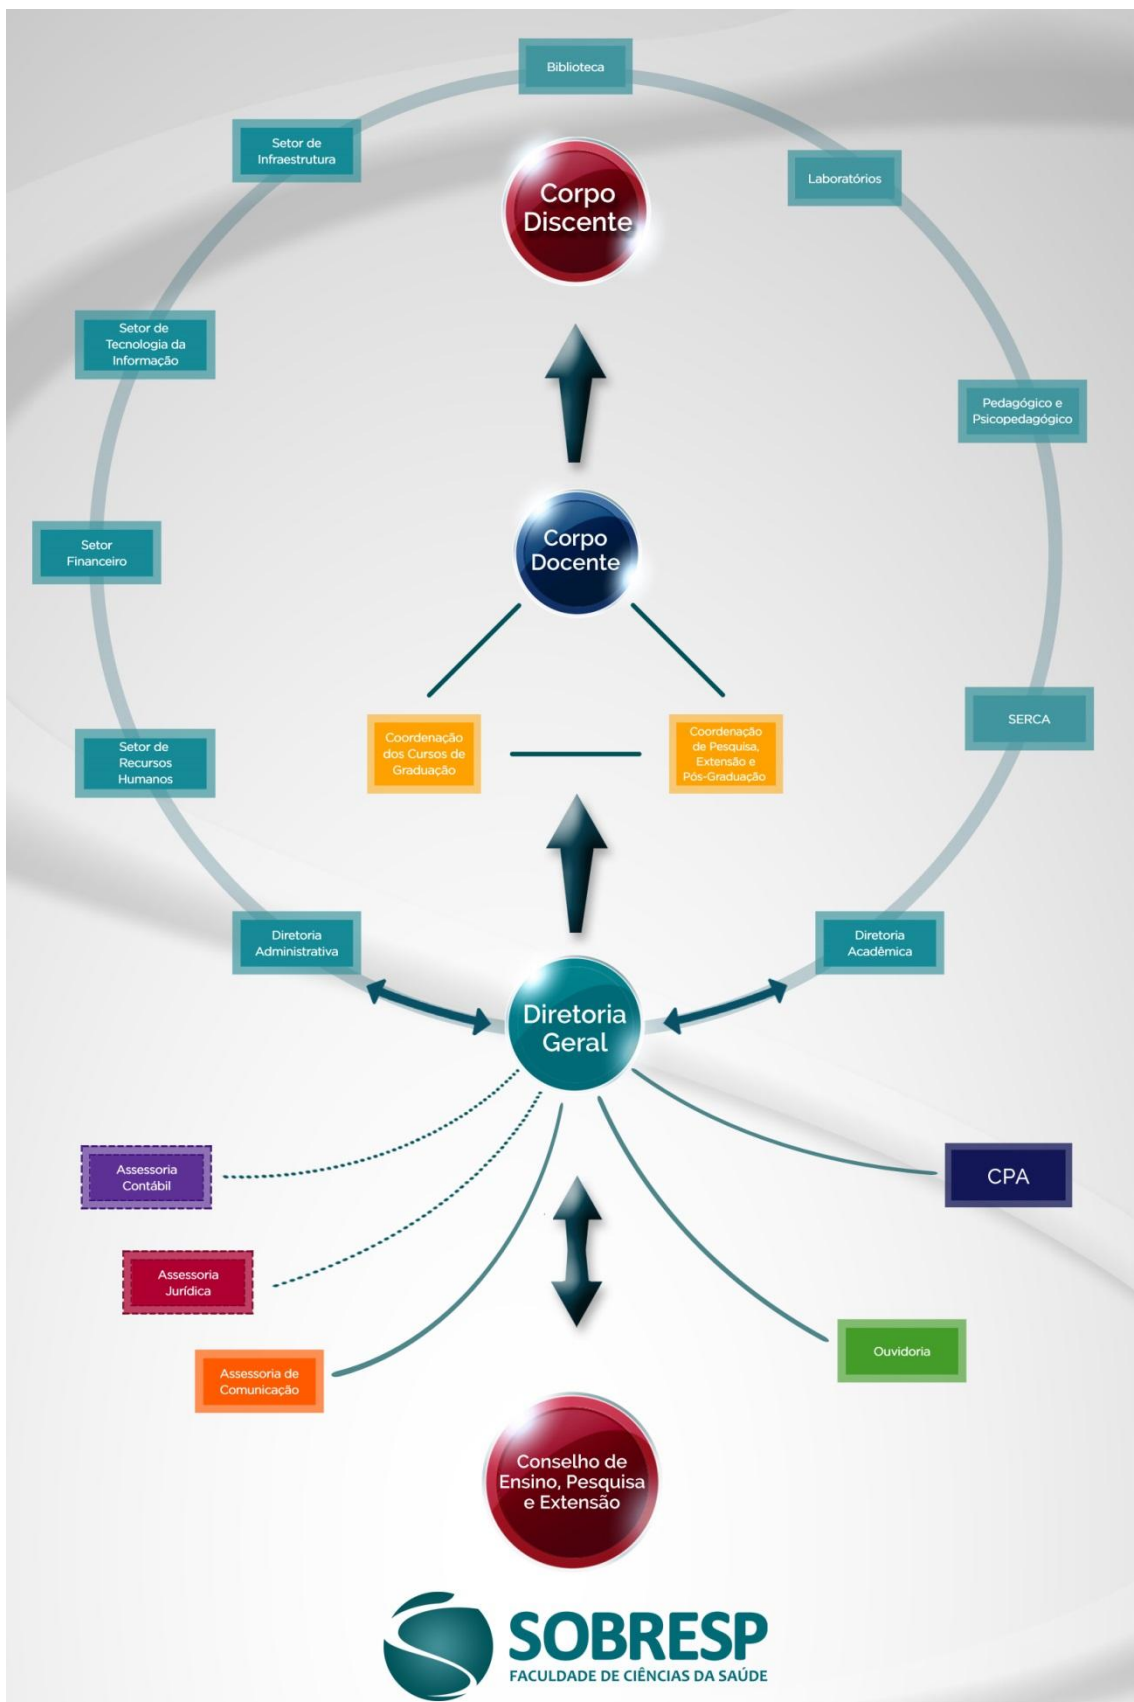 Biblioteca
Setor de
Infraestrutura
Corpo
Discente
Laboratórios
Setor de
Tecnologia da
Informação
Pedagógico e
Psicopedagógico
Corpo
Docente
Setor
Financeiro
SERCA
Coordenação
dos Cursos de
Graduação
Coordenação
de Pesquisa,
Extensão e
Pós-Graduação
Setor de
Recursos
Humanos
Diretoria
Administrativa
Diretoria
Acadêmica
Diretoria
Geral
Assessoria
Contábil
CPA
Assessoria
Jurídica
Ouvidoria
Assessoria de
Comunicação
Conselho de
Ensino, Pesquisa
e Extensão
SOBRESP
FACULDADE DE CIÊNCIAS DA SAÚDE